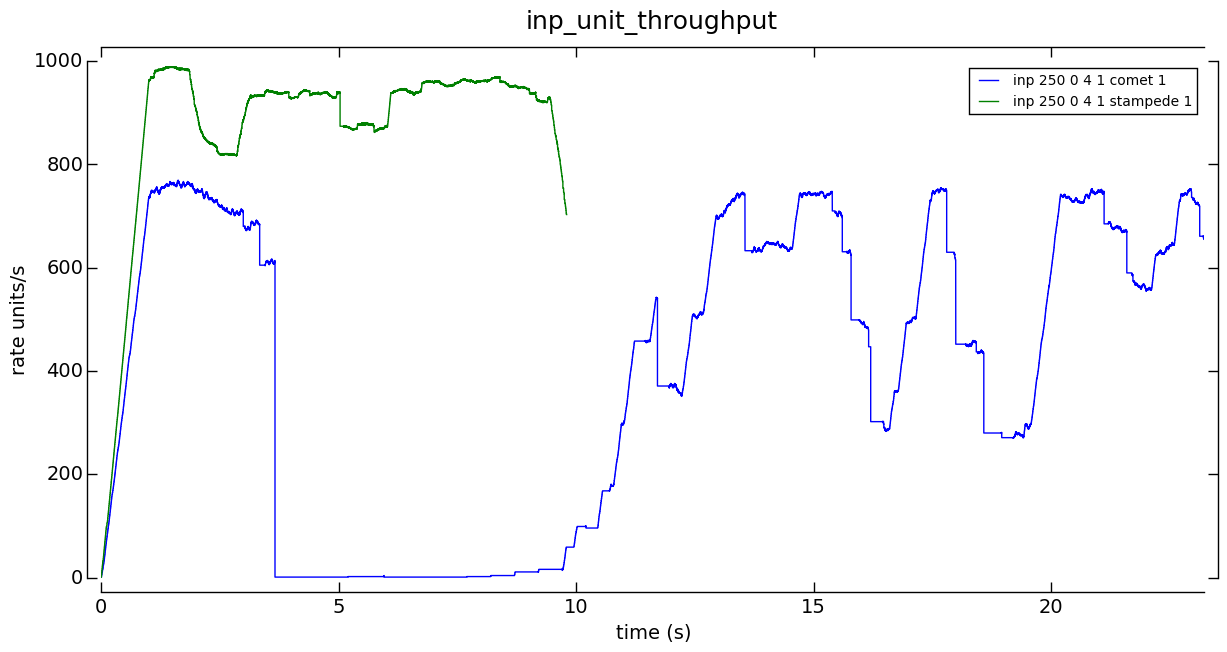 inp_unit_throughput
1000
800
600
400
200
0
rate units/s
inp 250 0 4 1 comet 1
inp 250 0 4 1 stampede 1
0 5 10 15 20
time (s)